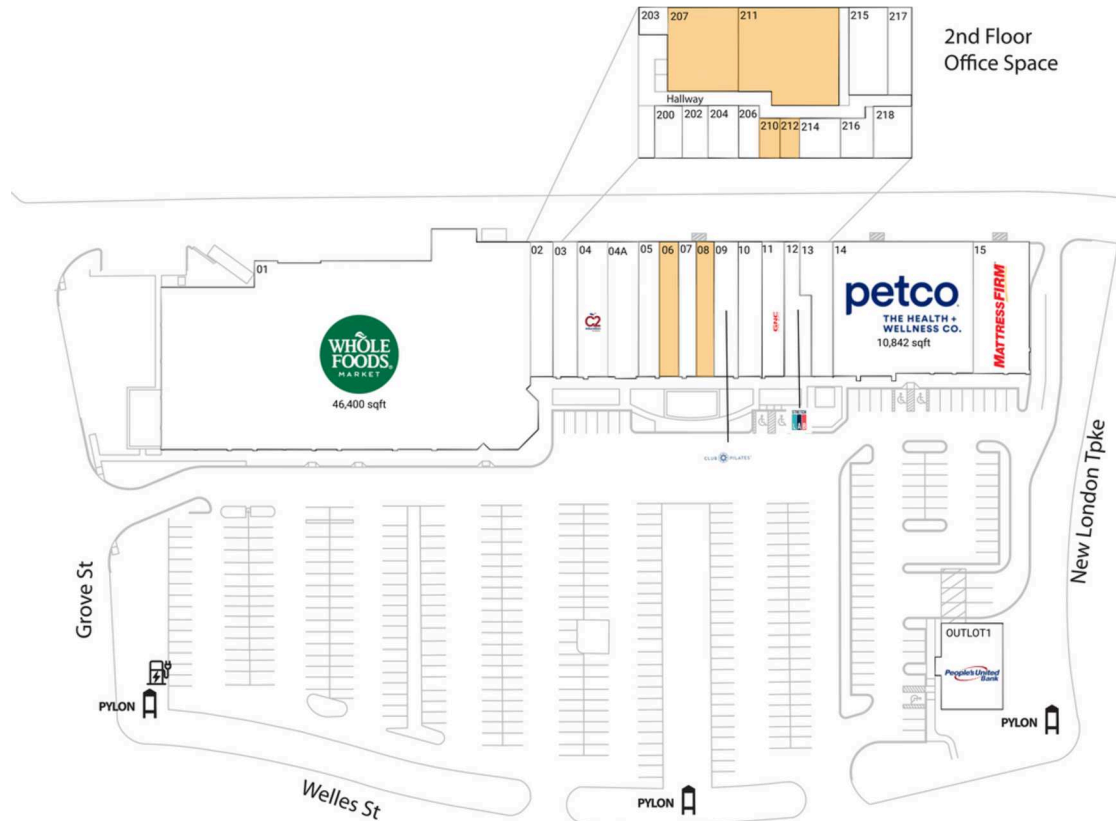 203
207
211
215
217
2nd Floor
Office Space
Hallway
200
202
204
206
210
212
214
216
218
01
02
03
04
04A
05
06
07
08
09
10
11
12
13
14
15
WHOLE
FOODS®
MARKET
46,400 sqft
C2
GNC
petco
THE HEALTH +
WELLNESS CO.
10,842 sqft
MATTRESSFIRM
CLUB PILATES
Grove St
New London Tpke
OUTLOT1
People's United
Bank
PYLON
PYLON
PYLON
Welles St